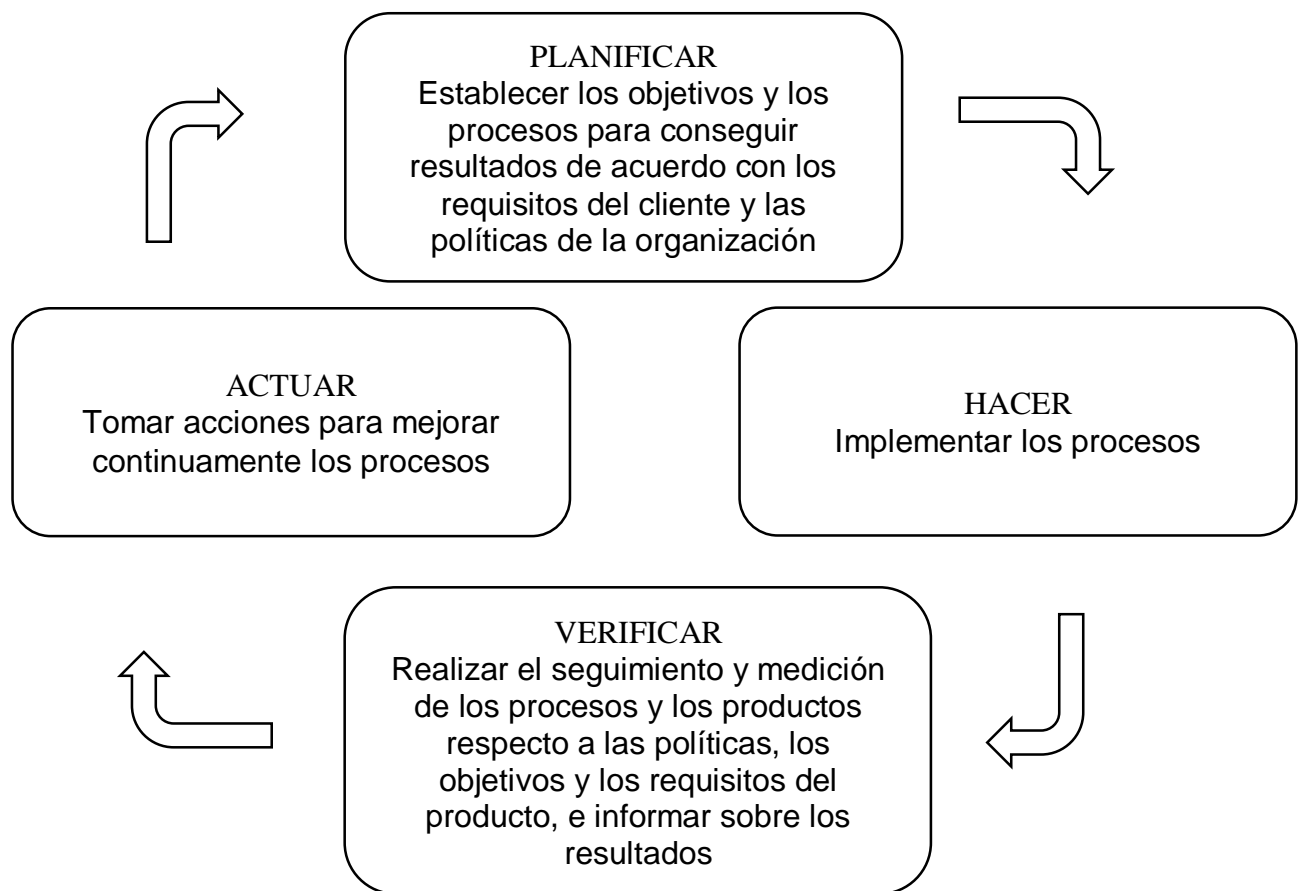 PLANIFICAR
Establecer los objetivos y los
procesos para conseguir
resultados de acuerdo con los
requisitos del cliente y las
políticas de la organización
ACTUAR
Tomar acciones para mejorar
continuamente los procesos
HACER
Implementar los procesos
VERIFICAR
Realizar el seguimiento y medición
de los procesos y los productos
respecto a las políticas, los
objetivos y los requisitos del
producto, e informar sobre los
resultados